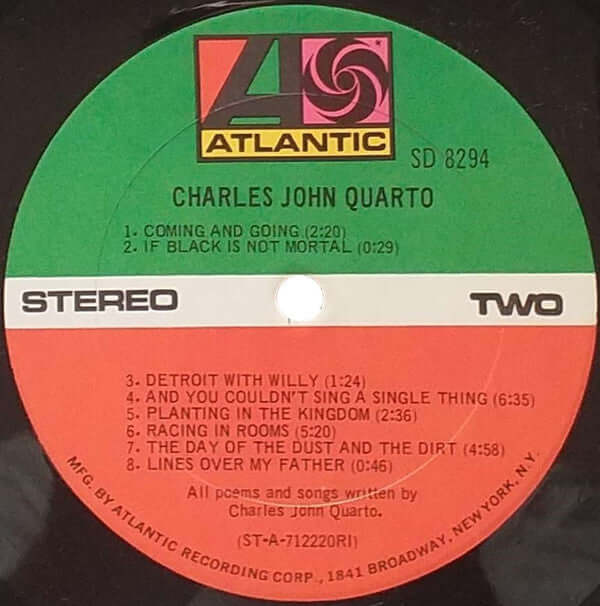 ATLANTIC
SD 8294
CHARLES JOHN QUARTO
1. COMING AND GOING (2:20)
2. IF BLACK IS NOT MORTAL (0:29)
STEREO
TWO
3. DETROIT WITH WILLY (1:24)
4. AND YOU COULDN'T SING A SINGLE THING (6:35)
5. PLANTING IN THE KINGDOM (2:36)
6. RACING IN ROOMS (5:20)
7. THE DAY OF THE DUST AND THE DIRT (4:58)
8. LINES OVER MY FATHER (0:46)
All poems and songs written by
Charles John Quarto.
(ST-A-712220RI)
MFG. BY ATLANTIC RECORDING CORP., 1841 BROADWAY, NEW YORK, N.Y.